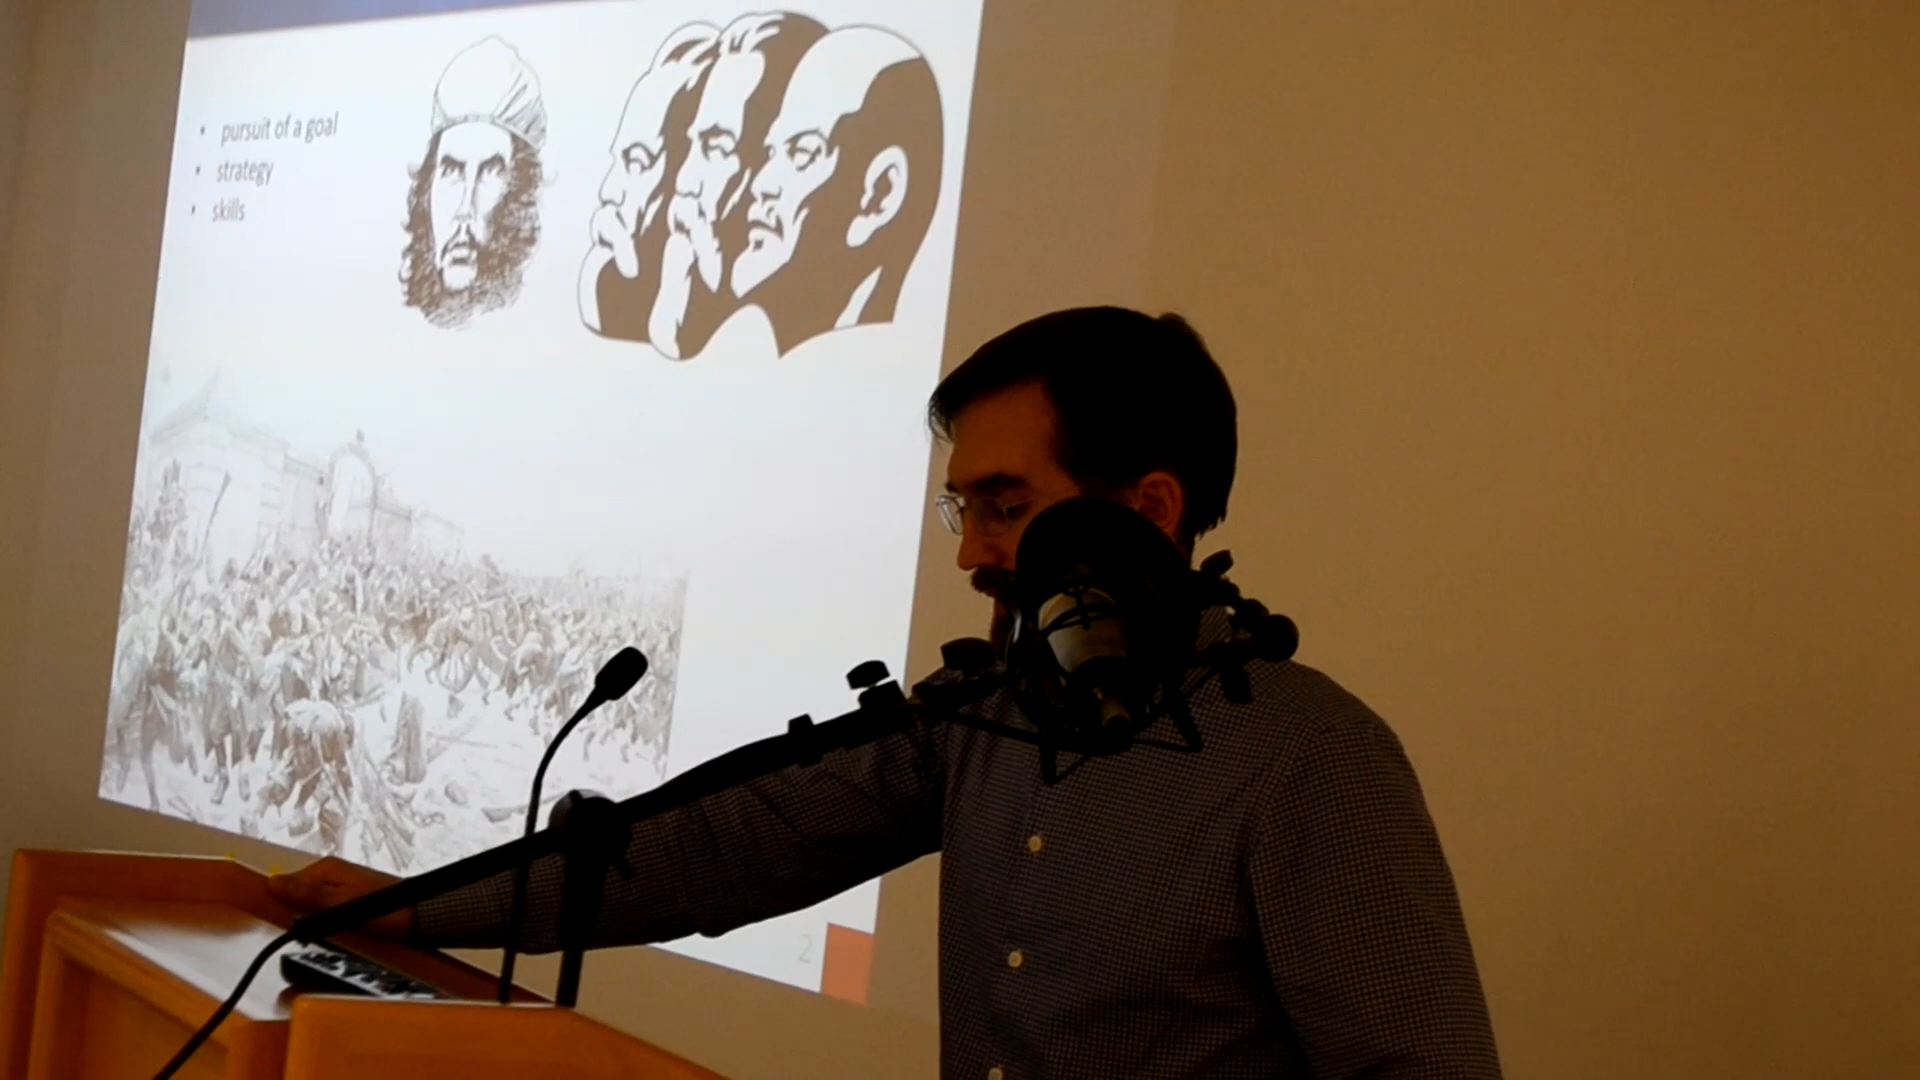 • pursuit of a goal
• strategy
• skills
2